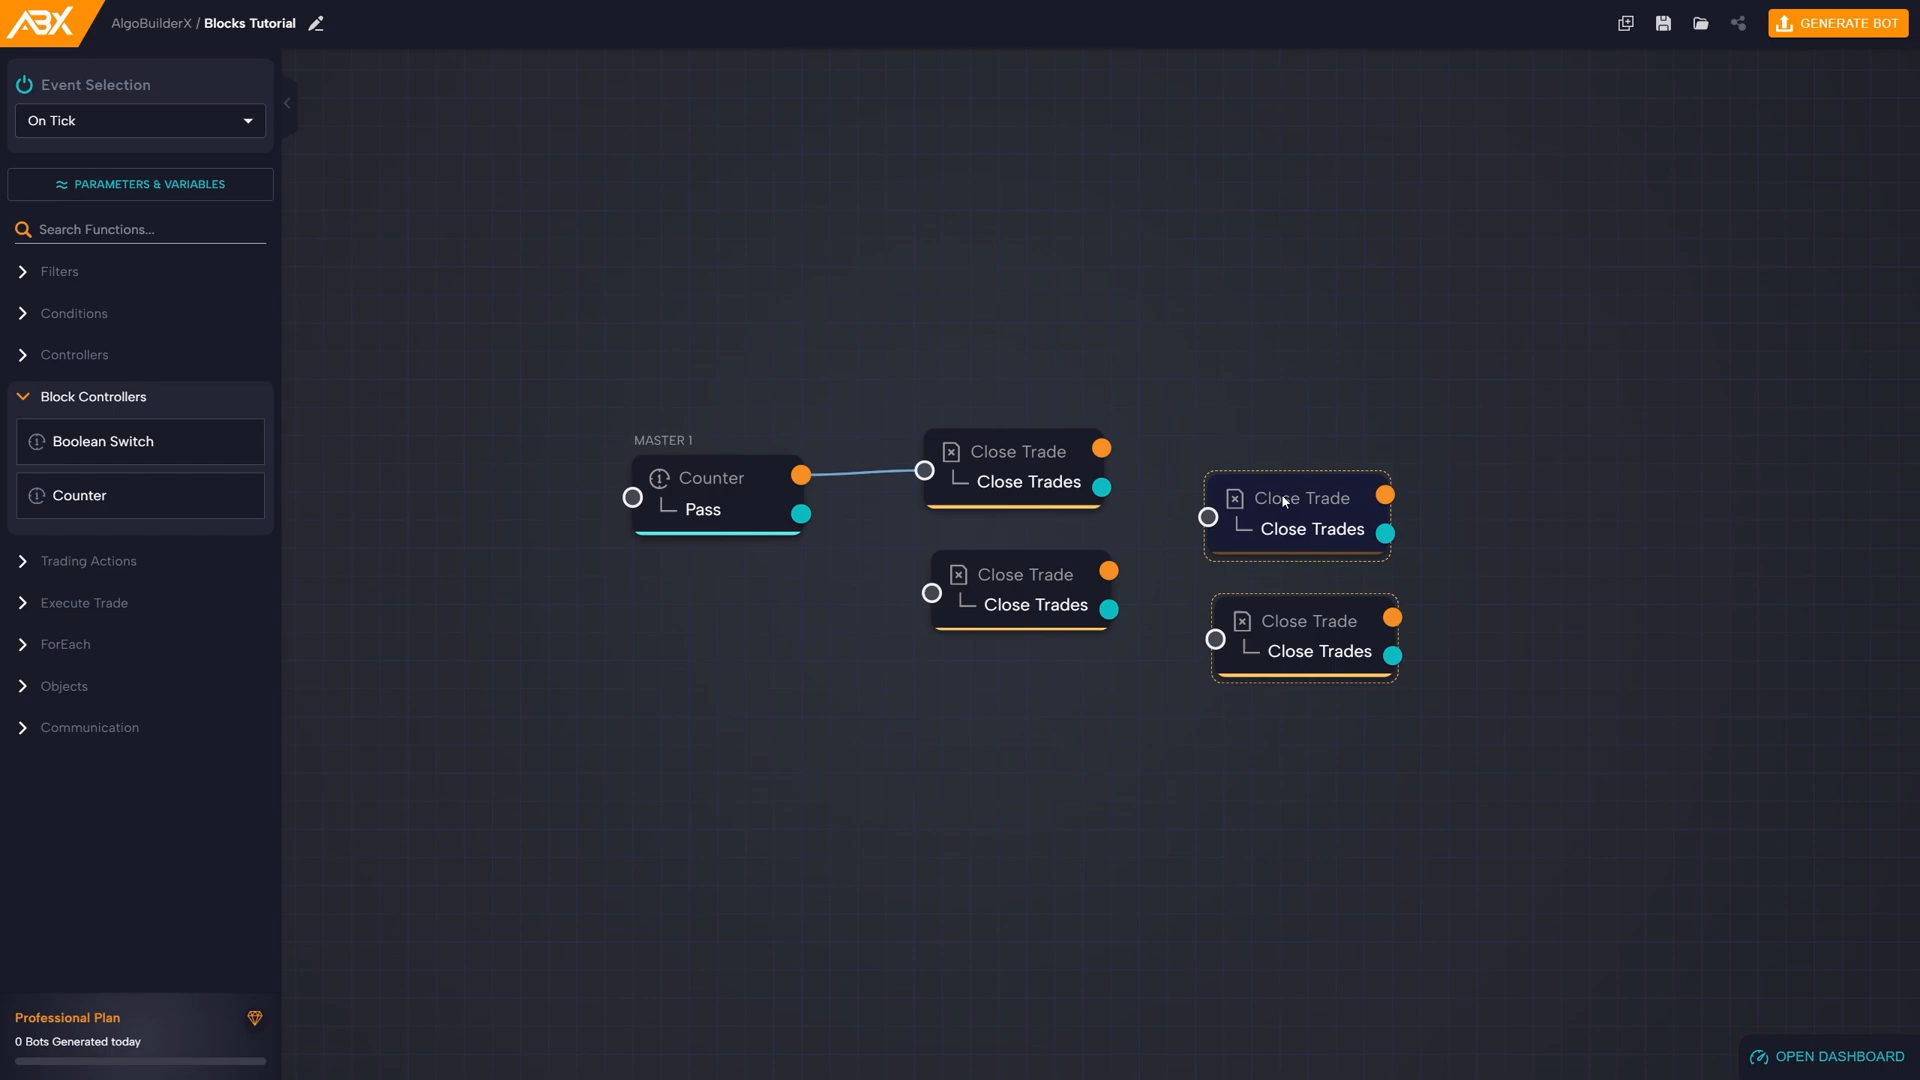 ABX
AlgoBuilderX / Blocks Tutorial
GENERATE BOT
Event Selection
On Tick
PARAMETERS & VARIABLES
Search Functions...
Filters
Conditions
Controllers
Block Controllers
Boolean Switch
Counter
Trading Actions
Execute Trade
ForEach
Objects
Communication
Professional Plan
0 Bots Generated today
MASTER 1
Counter
Pass
Close Trade
Close Trades
Close Trade
Close Trades
Close Trade
Close Trades
Close Trade
Close Trades
OPEN DASHBOARD